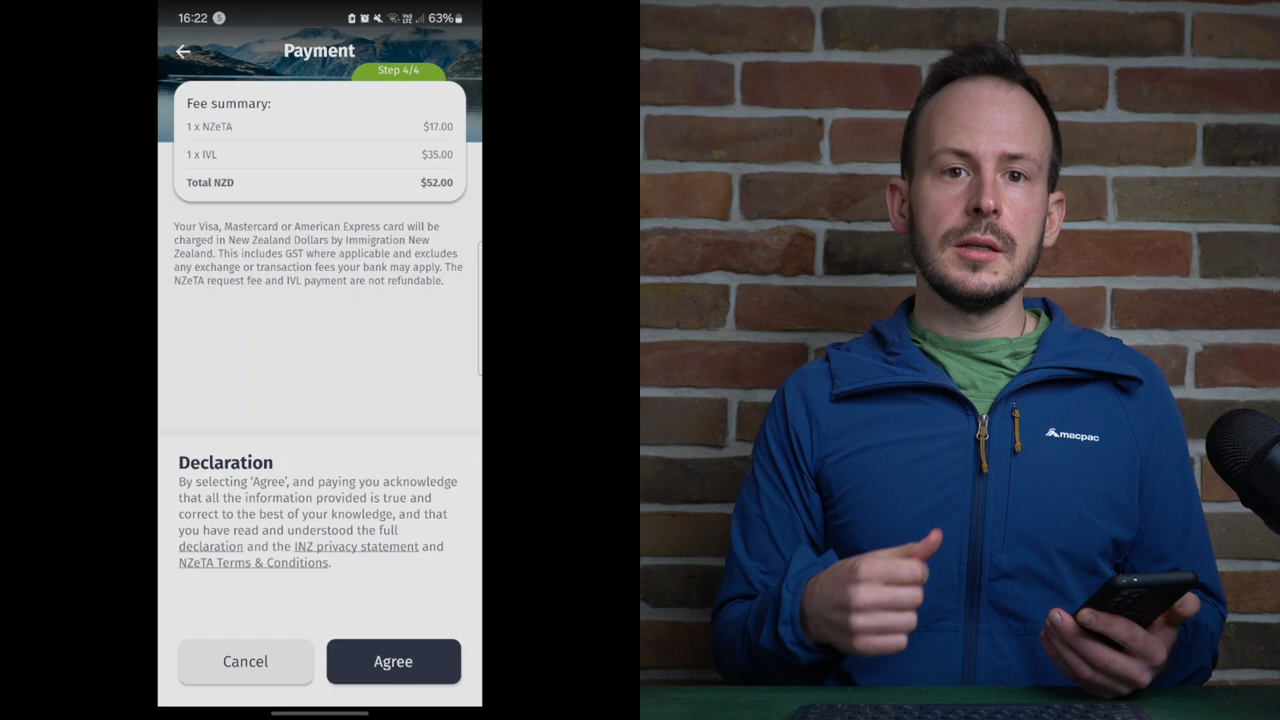 16:22 5 Vo) LTE 63%
Payment
Step 4/4
Fee summary:
1 x NZeTA $17.00
1 x IVL $35.00
Total NZD $52.00
Your Visa, Mastercard or American Express card will be
charged in New Zealand Dollars by Immigration New
Zealand. This includes GST where applicable and excludes
any exchange or transaction fees your bank may apply. The
NZeTA request fee and IVL payment are not refundable.
Declaration
By selecting ‘Agree’, and paying you acknowledge
that all the information provided is true and
correct to the best of your knowledge, and that
you have read and understood the full
declaration and the INZ privacy statement and
NZeTA Terms & Conditions.
Cancel Agree
macpac